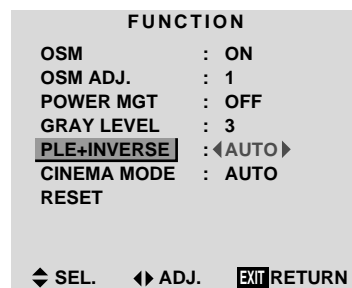 FUNCTION
OSM : ON
OSM ADJ. : 1
POWER MGT : OFF
GRAY LEVEL : 3
PLE+INVERSE : AUTO
CINEMA MODE : AUTO
RESET
SEL. ADJ. EXIT RETURN